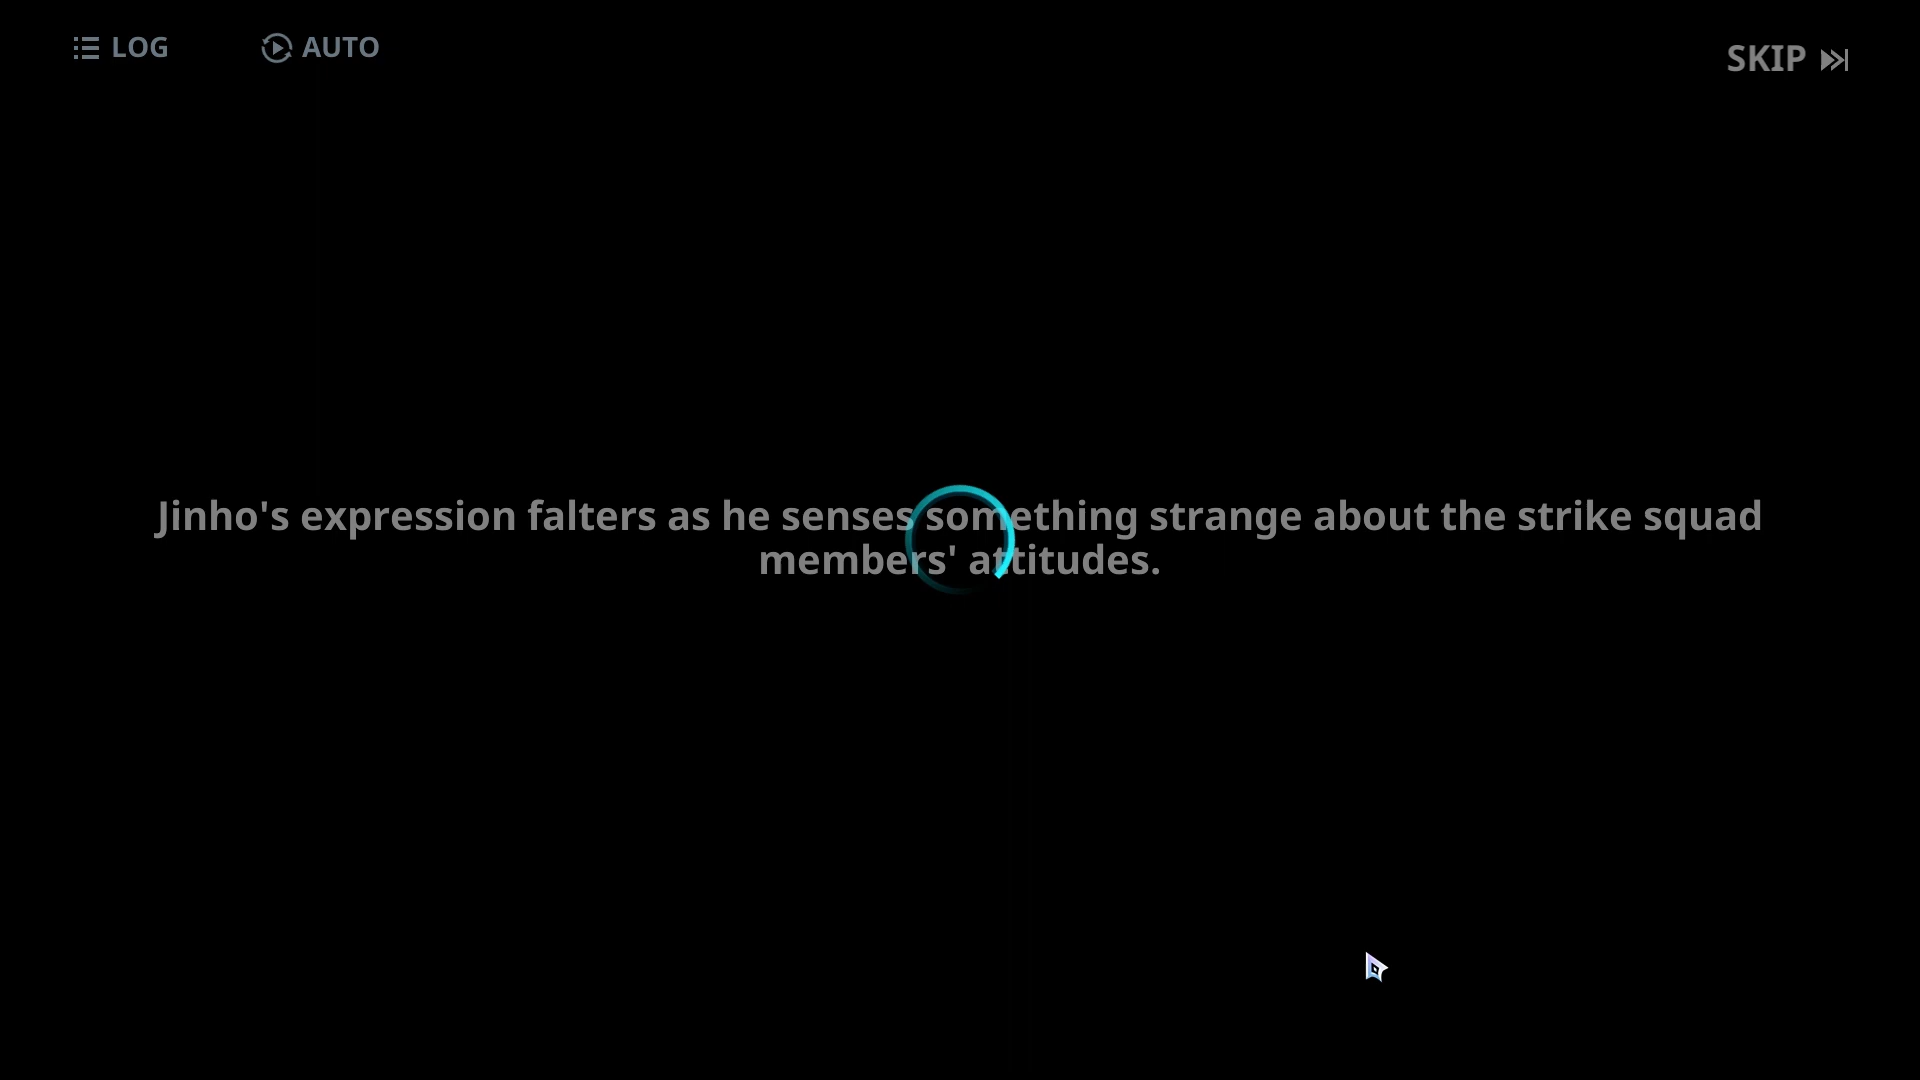 LOG
AUTO
SKIP
Jinho's expression falters as he senses something strange about the strike squad
members' attitudes.